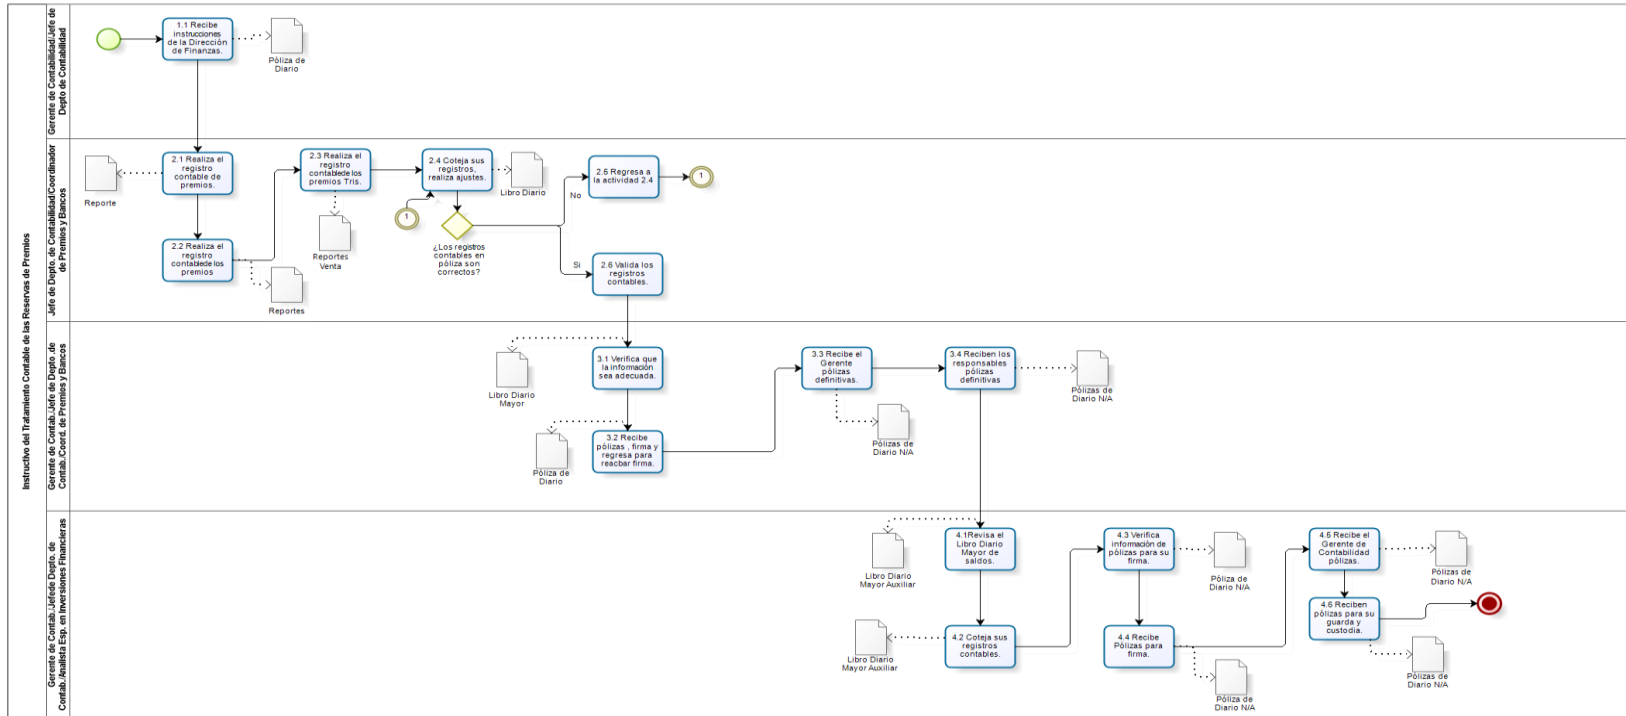 Instructivo del Tratamiento Contable de las Reservas de Premios
Gerente de Contabilidad/Jefe de
Depto de Contabilidad
1.1 Recibe
instrucciones
de la Dirección
de Finanzas.
Póliza de
Diario
Jefe de Depto. de Contabilidad/Coordinador
de Premios y Bancos
Reporte
2.1 Realiza el
registro
contable de
premios.
2.2 Realiza el
registro
contablede los
premios
Reportes
2.3 Realiza el
registro
contablede los
premios Tris.
Reportes
Venta
2.4 Coteja sus
registros,
realiza ajustes.
Libro Diario
1
¿Los registros
contables en
póliza son
correctos?
No
2.5 Regresa a
la actividad 2.4
1
Si
2.6 Valida los
registros
contables.
Gerente de Contab./Jefe de Depto .de
Contab./Coord. de Premios y Bancos
Libro Diario
Mayor
3.1 Verifica que
la información
sea adecuada.
Póliza de
Diario
3.2 Recibe
pólizas , firma y
regresa para
reacbar firma.
3.3 Recibe el
Gerente
pólizas
definitivas.
Pólizas de
Diario N/A
3.4 Reciben los
responsables
pólizas
definitivas
Pólizas de
Diario N/A
Gerente de Contab./Jefede Depto. de
Contab./Analista Esp. en Inversiones Financieras
Libro Diario
Mayor Auxiliar
4.1Revisa el
Libro Diario
Mayor de
saldos.
Libro Diario
Mayor Auxiliar
4.2 Coteja sus
registros
contables.
4.3 Verifica
información de
pólizas para su
firma.
Póliza de
Diario N/A
4.4 Recibe
Pólizas para
firma.
Póliza de
Diario N/A
4.5 Recibe el
Gerente de
Contabilidad
pólizas.
Pólizas de
Diario N/A
4.6 Reciben
pólizas para su
guarda y
custodia.
Pólizas de
Diario N/A